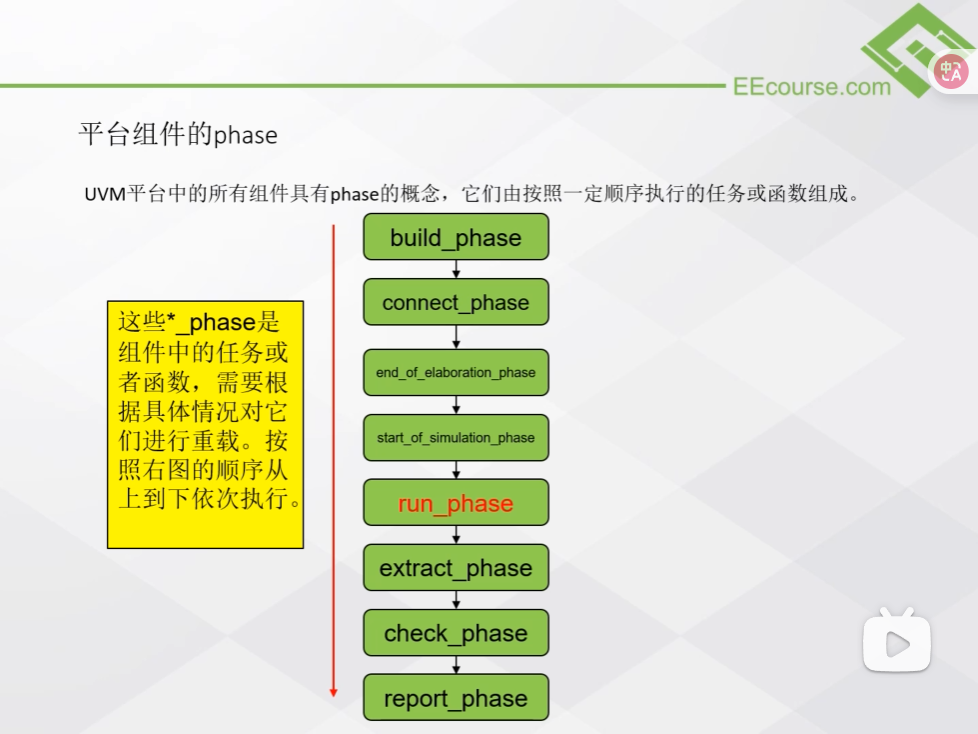 EEcourse.com
中A
平台组件的phase
UVM平台中的所有组件具有phase的概念，它们由按照一定顺序执行的任务或函数组成。
这些*_phase是
组件中的任务或
者函数，需要根
据具体情况对它
们进行重载。按
照右图的顺序从
上到下依次执行。
build_phase
connect_phase
end_of_elaboration_phase
start_of_simulation_phase
run_phase
extract_phase
check_phase
report_phase